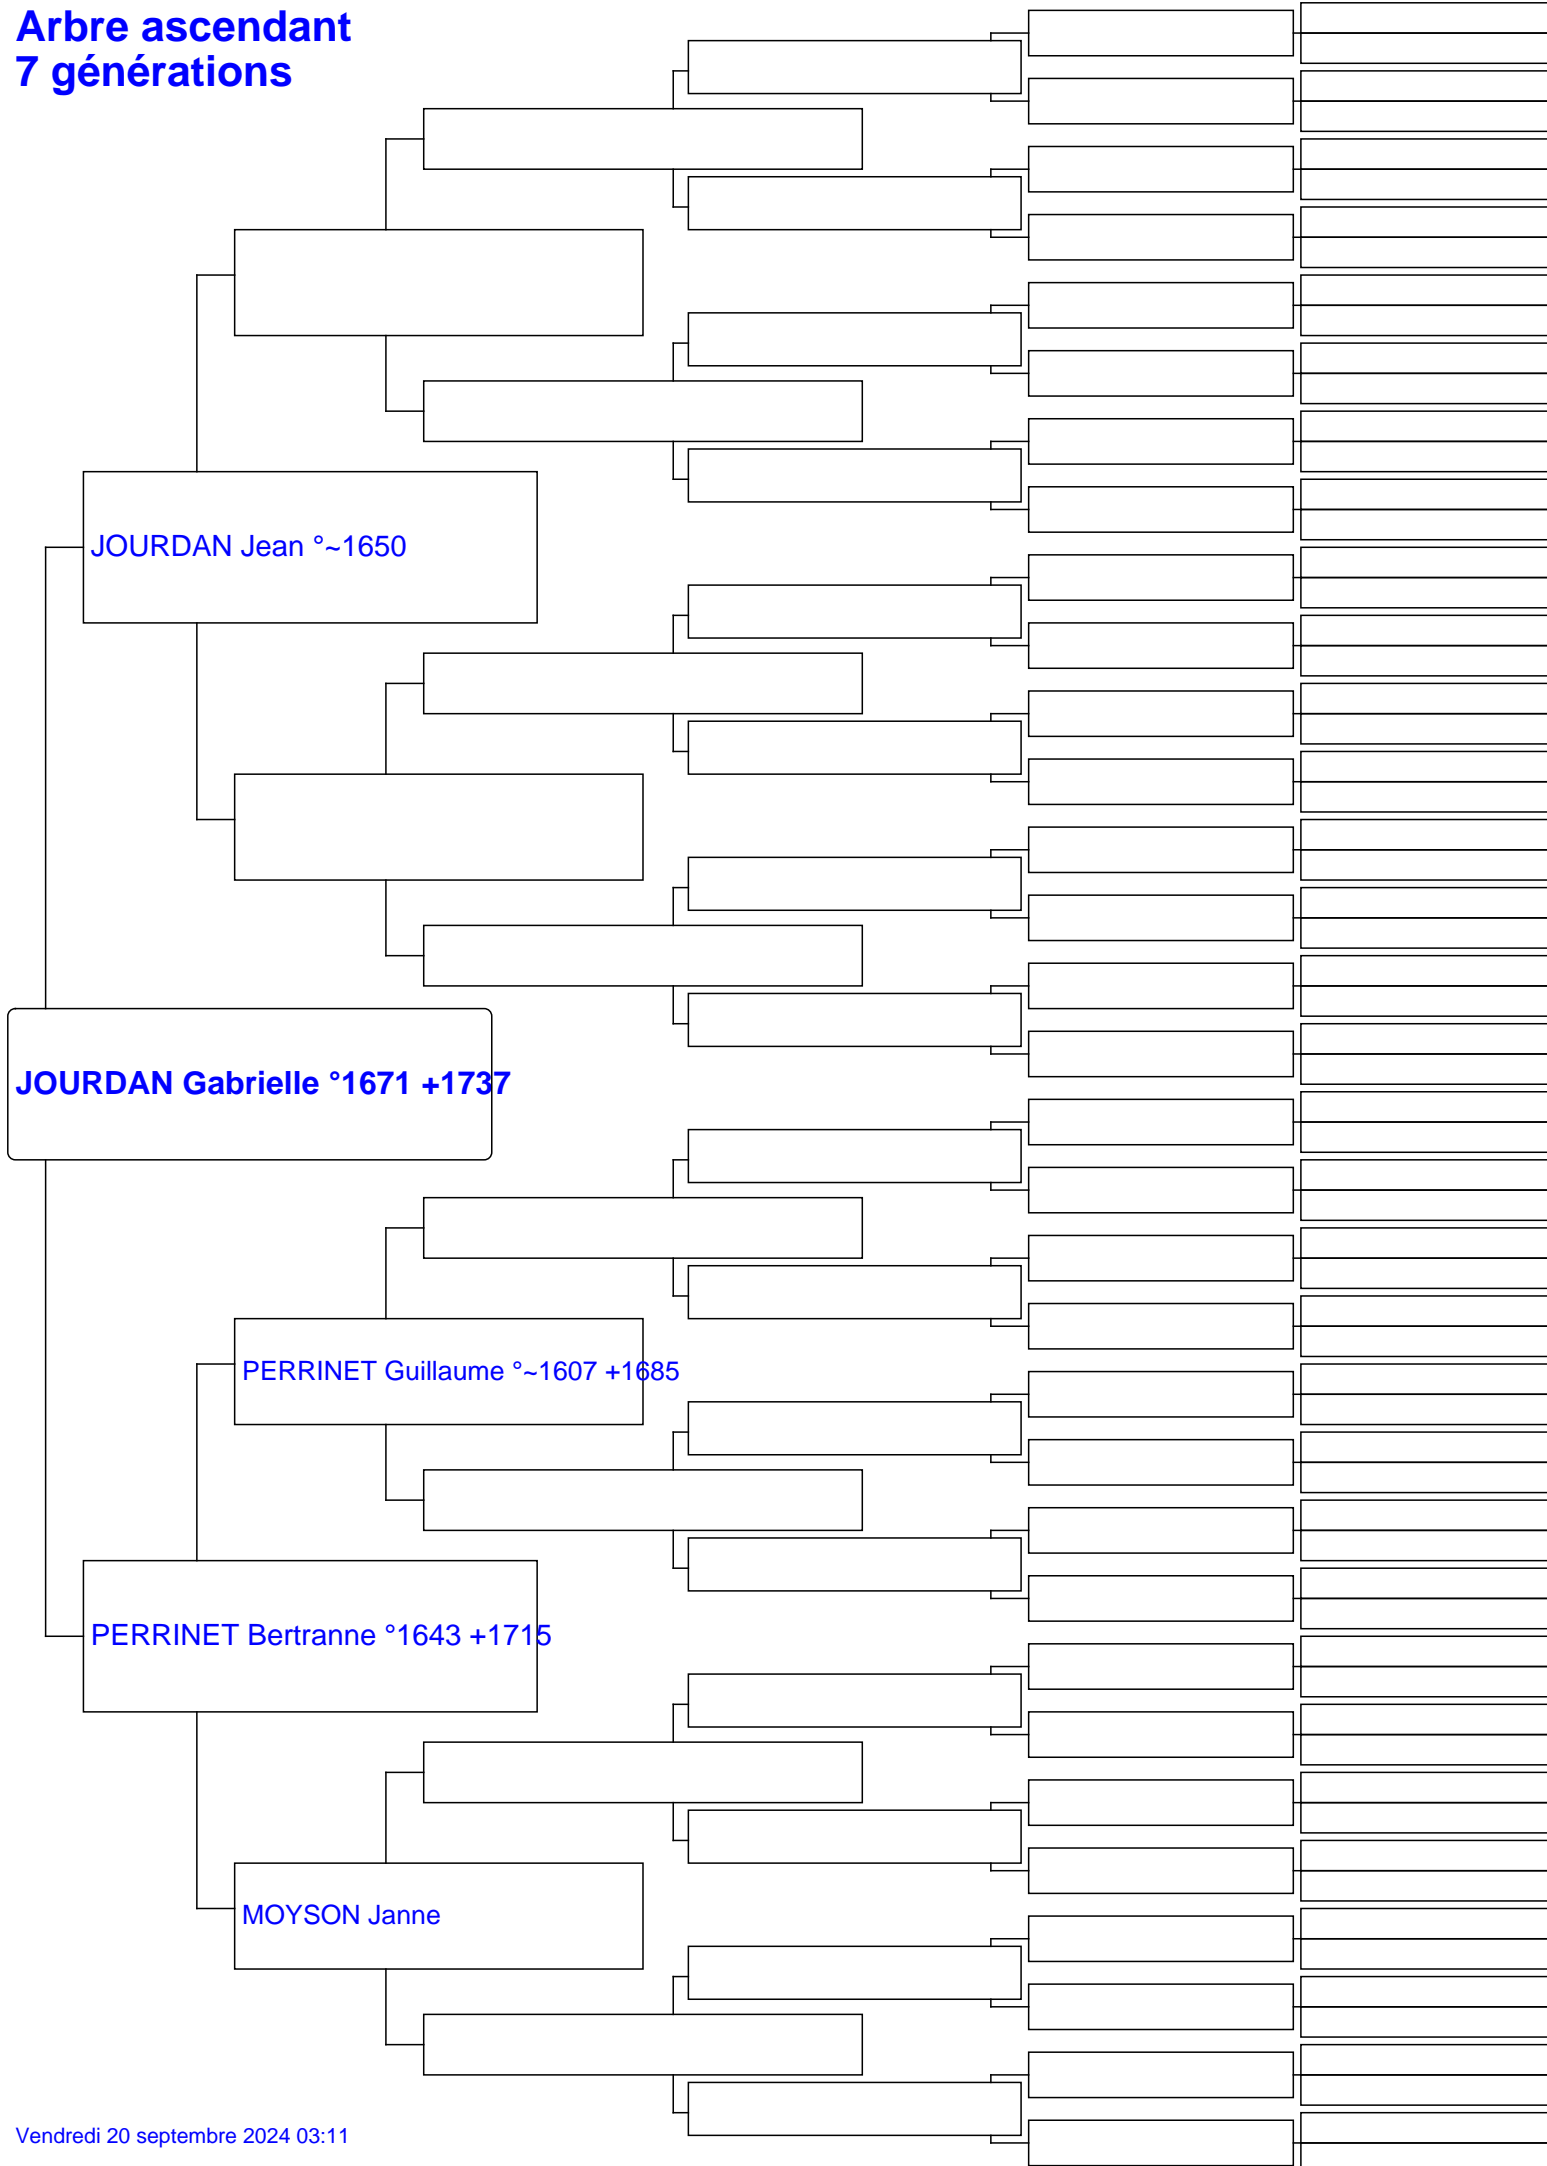 Arbre ascendant
7 générations
JOURDAN Jean °~1650
JOURDAN Gabrielle °1671 +1737
PERRINET Guillaume °~1607 +1685
PERRINET Bertranne °1643 +1715
MOYSON Janne
Vendredi 20 septembre 2024 03:11